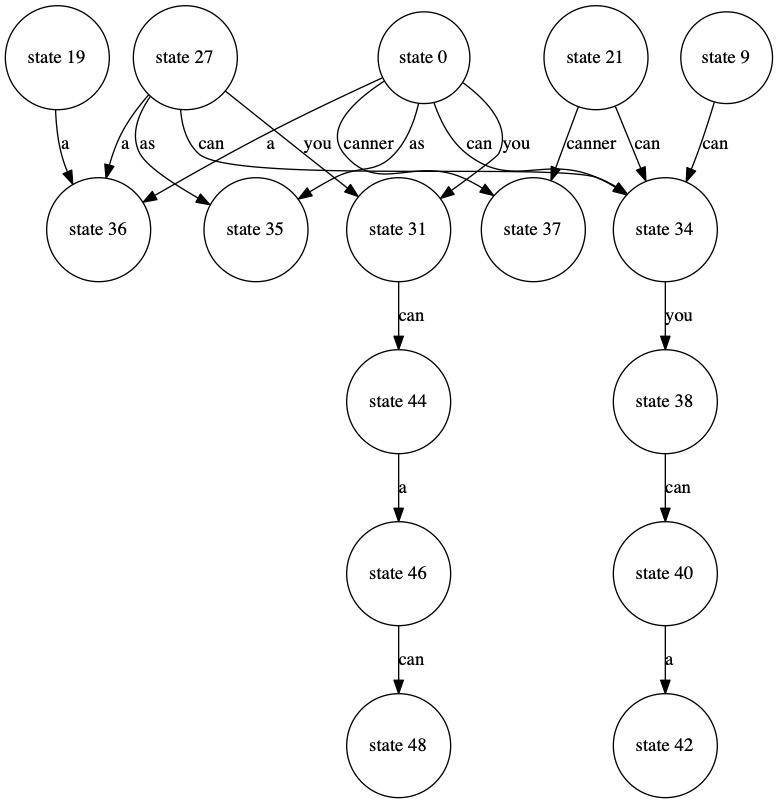 state 19
state 27
state 0
state 21
state 9
a
a
as
can
you
a
canner
as
can
you
canner
can
can
state 36
state 35
state 31
state 37
state 34
can
you
state 44
state 38
a
can
state 46
state 40
can
a
state 48
state 42